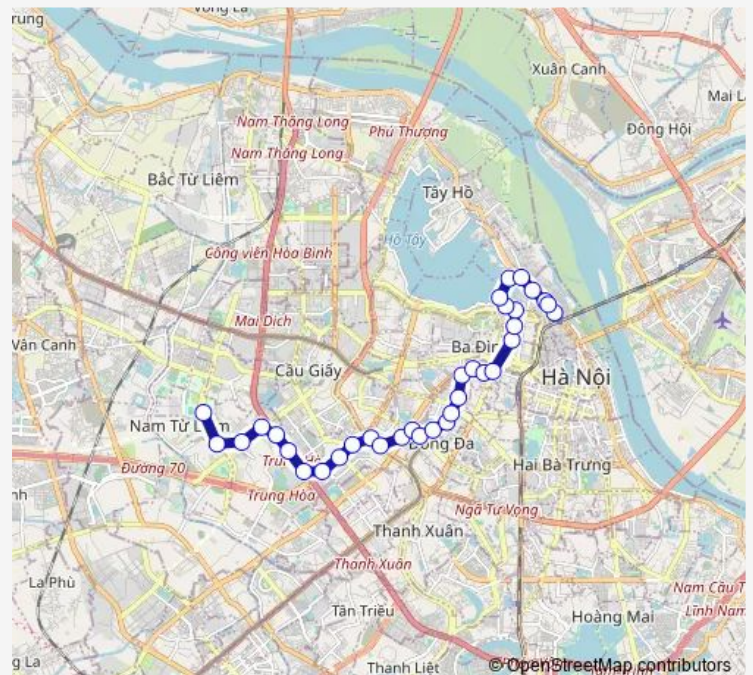 Vong La
Xuân Canh
Mai L
Nam Thăng Long
Phú Thượng
Đông Hội
Nam Thăng Long
Bắc Từ Liêm
Tây Hồ
Hồ Tây
Công viên Hòa Bình
Mai Dịch
Vân Canh
Ba Đìn
Cầu Giấy
Hà Nội
Nam Từ L m
Đống Đa
Đường 70
Trun
Hai Bà Trưng
Trung Hòa
Ngã Tư Vọng
Thanh Xuân
Thanh Xuân
La Phù
Nam Cầu T
Tân Triều
Hoàng Mai
Lĩnh Nam
g La
Thanh Liệt
© OpenStreetMap contributors